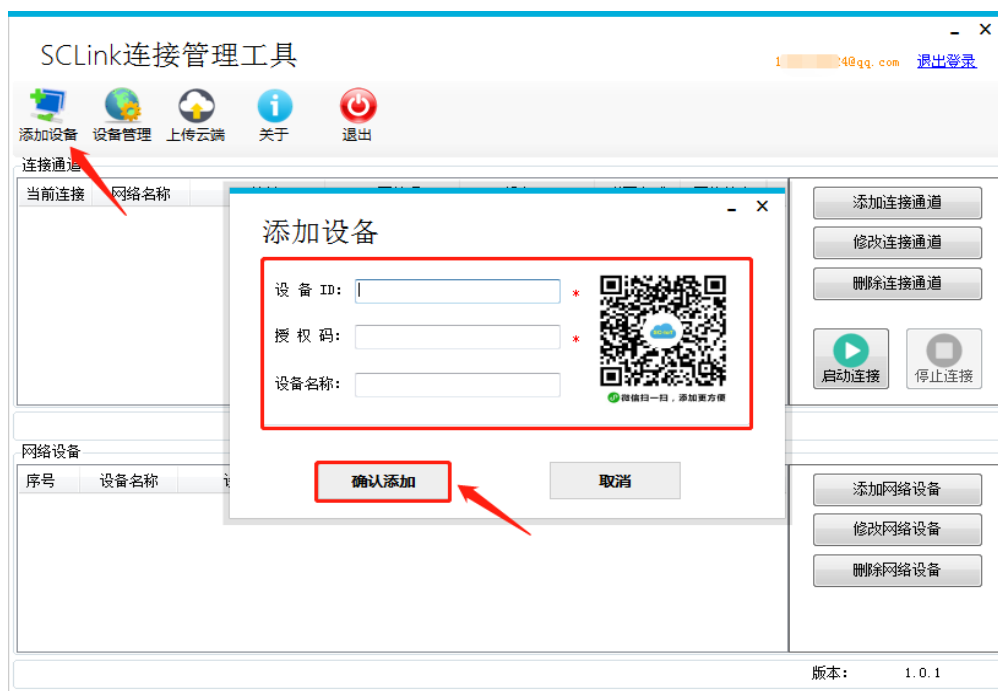 SCLink连接管理工具
4@qq.com 退出登录
添加设备 设备管理 上传云端 关于 退出
连接通道
当前连接 网络名称
添加连接通道
修改连接通道
删除连接通道
启动连接 停止连接
添加设备
设 备 ID: *
授 权 码: *
设备名称:
微信扫一扫，添加更方便
确认添加 取消
网络设备
序号 设备名称
添加网络设备
修改网络设备
删除网络设备
版本: 1.0.1